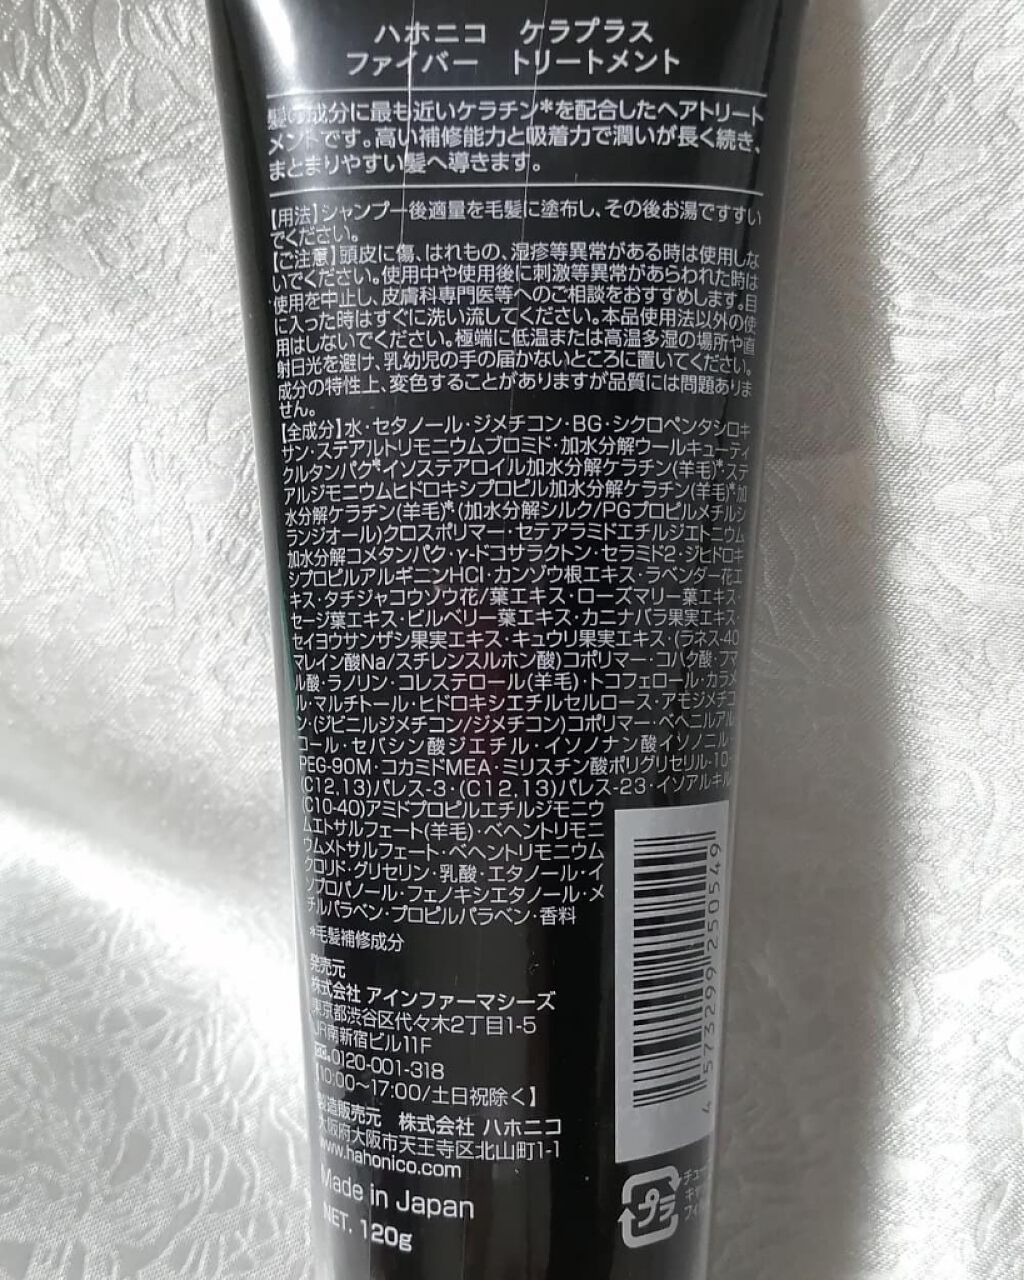 ハホニコ ケラプラス
ファイバー トリートメント
髪の成分に最も近いケラチン*を配合したヘアトリート
メントです。高い補修能力と吸着力で潤いが長く続き、
まとまりやすい髪へ導きます。
【用法】シャンプー後適量を毛髪に塗布し、その後お湯ですすい
でください。
【ご注意】頭皮に傷、はれもの、湿疹等異常がある時は使用しな
いでください。使用中や使用後に刺激等異常があらわれた時は
使用を中止し、皮膚科専門医等へのご相談をおすすめします。目
に入った時はすぐに洗い流してください。本品使用法以外の使
用はしないでください。極端に低温または高温多湿の場所や直
射日光を避け、乳幼児の手の届かないところに置いてください。
成分の特性上、変色することがありますが品質には問題ありま
せん。
【全成分】水・セタノール・ジメチコン・BG・シクロペンタシロキ
サン・ステアルトリモニウムブロミド・加水分解ウールキューティ
クルタンパク*・イソステアロイル加水分解ケラチン(羊毛)*・ステ
アルジモニウムヒドロキシプロピル加水分解ケラチン(羊毛)*・加
水分解ケラチン(羊毛)*・(加水分解シルク/PGプロピルメチルシ
ランジオール)クロスポリマー・セテアラミドエチルジエトニウム
加水分解コメタンパク・γ-ドコサラクトン・セラミド2・ジヒドロキ
シプロピルアルギニンHCl・カンゾウ根エキス・ラベンダー花エ
キス・タチジャコウソウ花/葉エキス・ローズマリー葉エキス・
セージ葉エキス・ビルベリー葉エキス・カニナバラ果実エキス・
セイヨウサンザシ果実エキス・キュウリ果実エキス・(ラネス-40
マレイン酸Na/スチレンスルホン酸)コポリマー・コハク酸・フマ
ル酸・ラノリン・コレステロール(羊毛)・トコフェロール・カラメ
ル・マルチトール・ヒドロキシエチルセルロース・アモジメチコ
ン・(ジビニルジメチコン/ジメチコン)コポリマー・ベヘニルアル
コール・セバシン酸ジエチル・イソノナン酸イソノニル・
PEG-90M・コカミドMEA・ミリスチン酸ポリグリセリル-10・
(C12,13)パレス-3・(C12,13)パレス-23・イソアルキル
(C10-40)アミドプロピルエチルジモニウ
ムエトサルフェート(羊毛)・ベヘントリモニ
ウムメトサルフェート・ベヘントリモニウム
クロリド・グリセリン・乳酸・エタノール・イ
ソプロパノール・フェノキシエタノール・メ
チルパラベン・プロピルパラベン・香料
*毛髪補修成分
発売元
株式会社 アインファーマシーズ
東京都渋谷区代々木2丁目1-5
JR南新宿ビル11F
0120-001-318
【10:00～17:00/土日祝除く】
製造販売元 株式会社 ハホニコ
大阪府大阪市天王寺区北山町1-1
www.hahonico.com
Made in Japan
NET. 120g
4 573299 250549
プラ